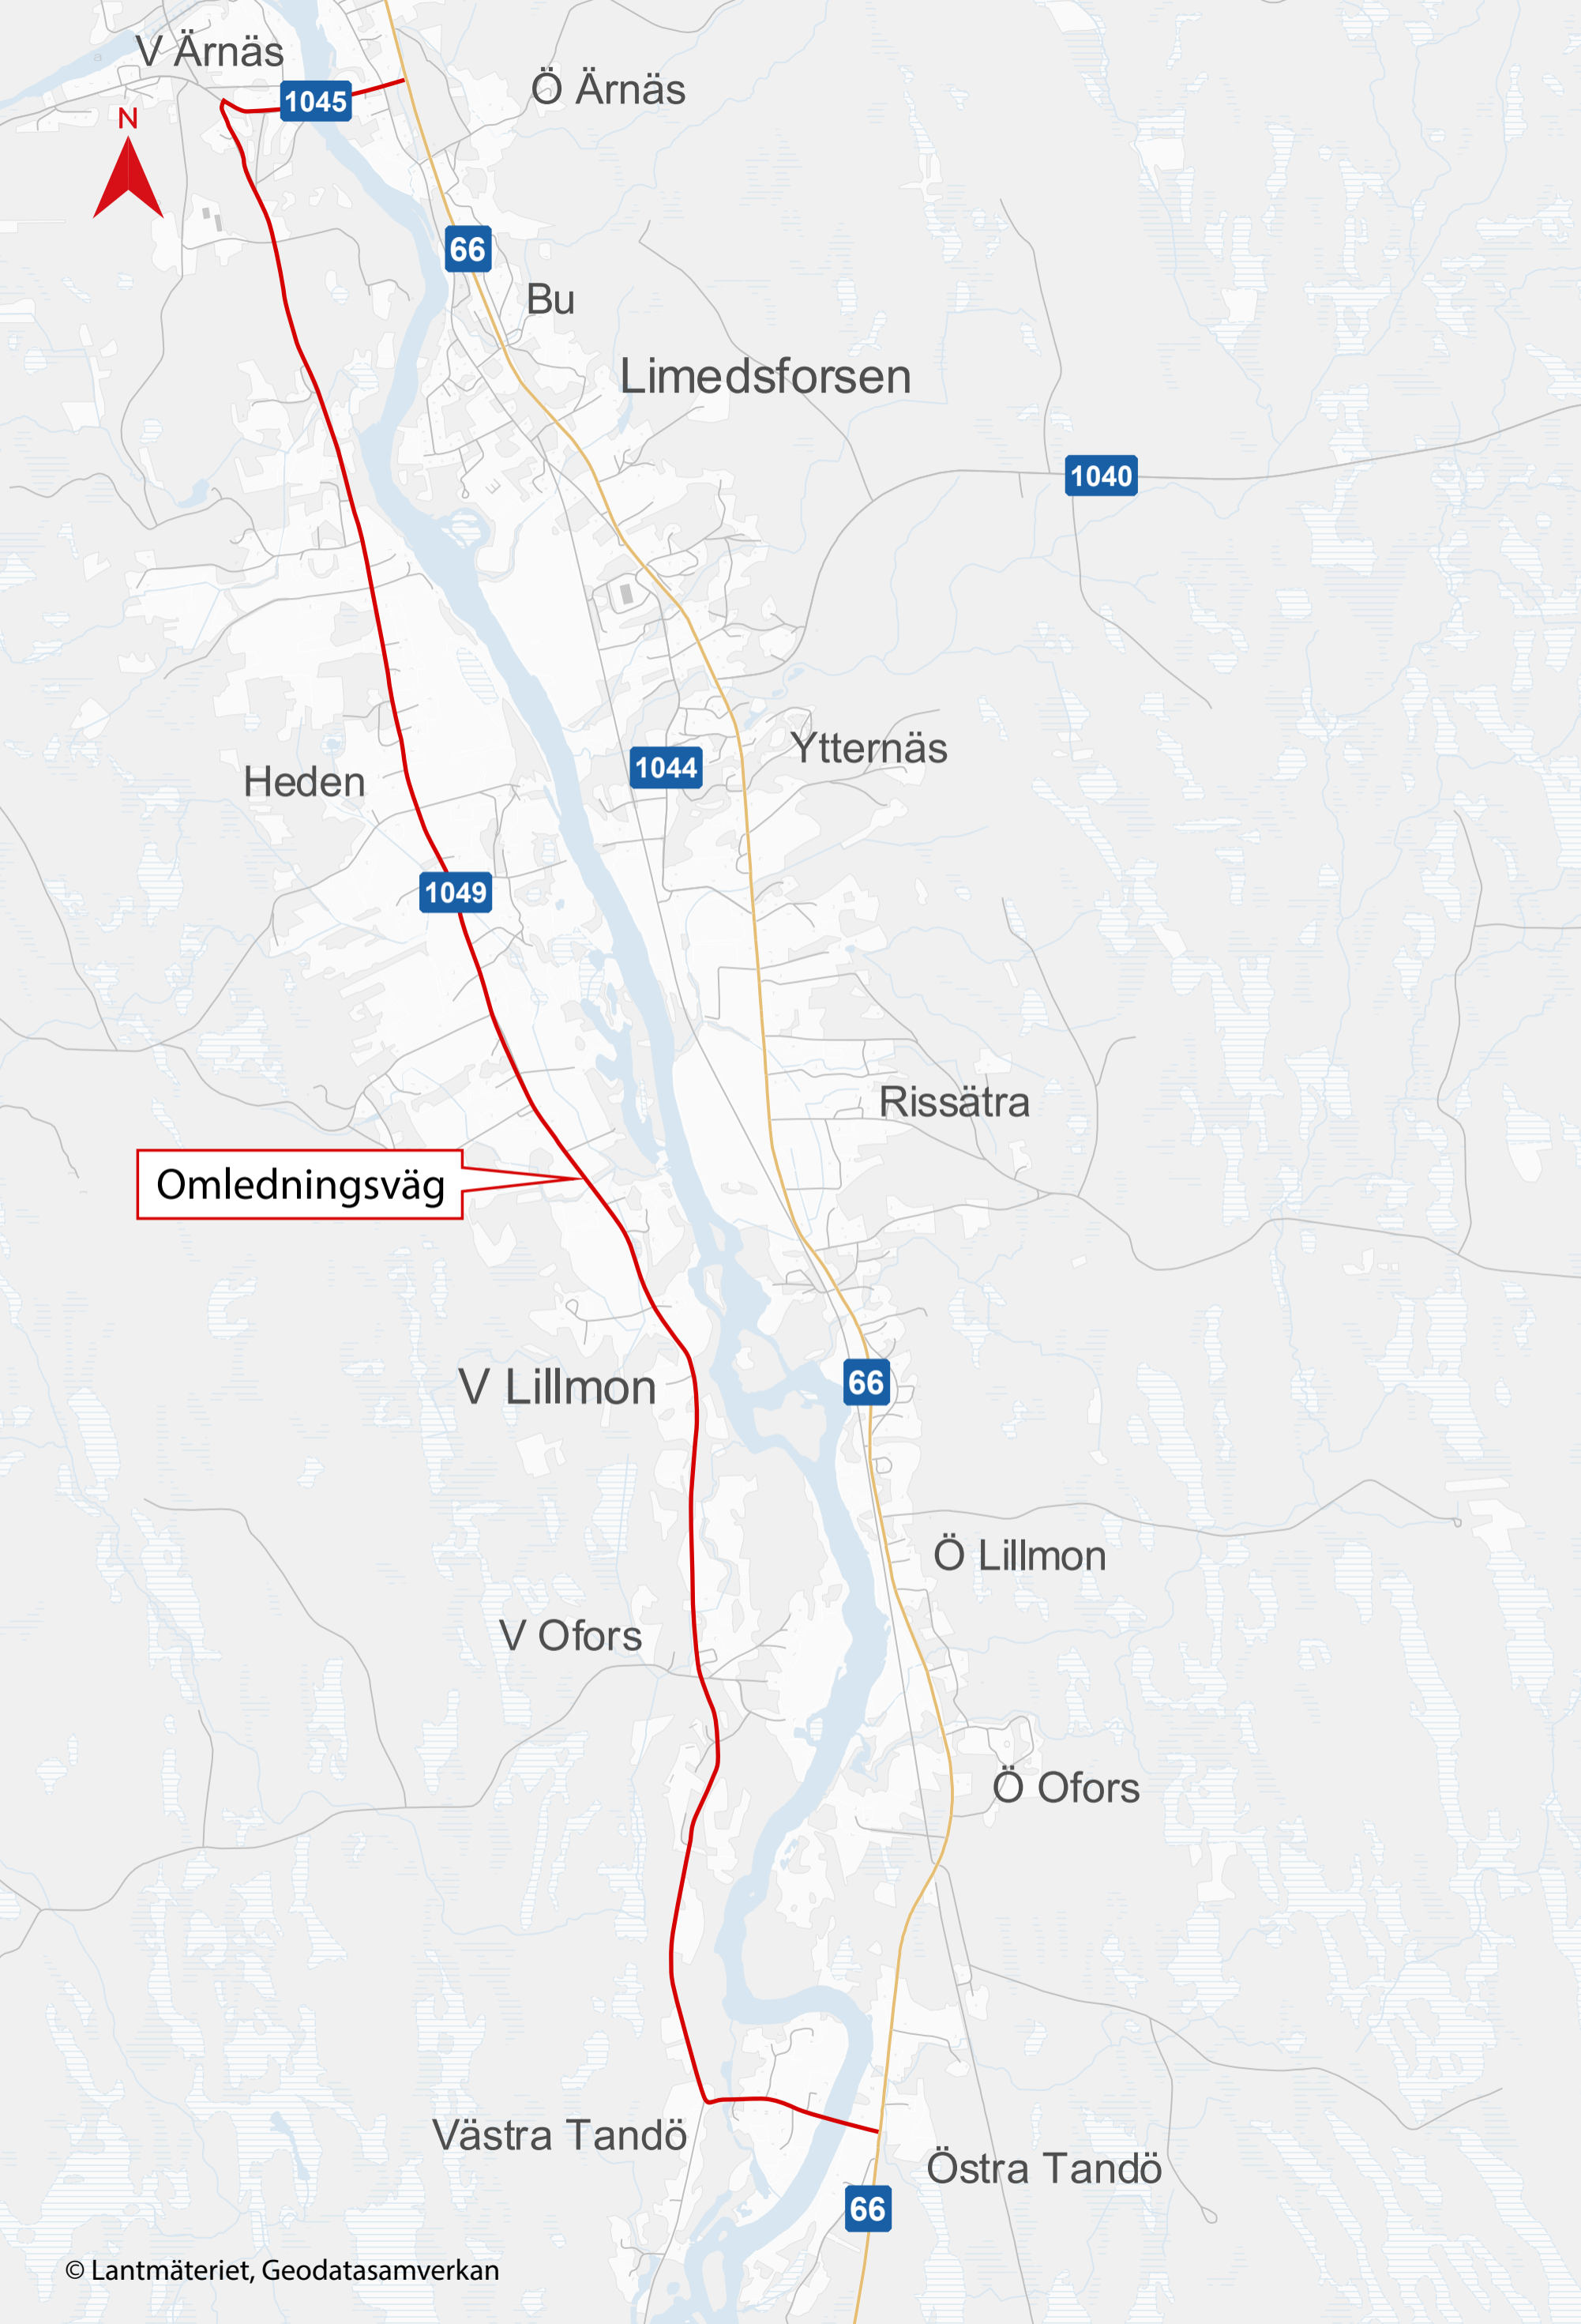 V Ärnäs
Ö Ärnäs
1045
N
66
Bu
Limedsforsen
1040
Ytternäs
1044
Heden
1049
Rissätra
Omledningsväg
66
V Lillmon
Ö Lillmon
V Ofors
Ö Ofors
Västra Tandö
Östra Tandö
66
© Lantmäteriet, Geodatasamverkan